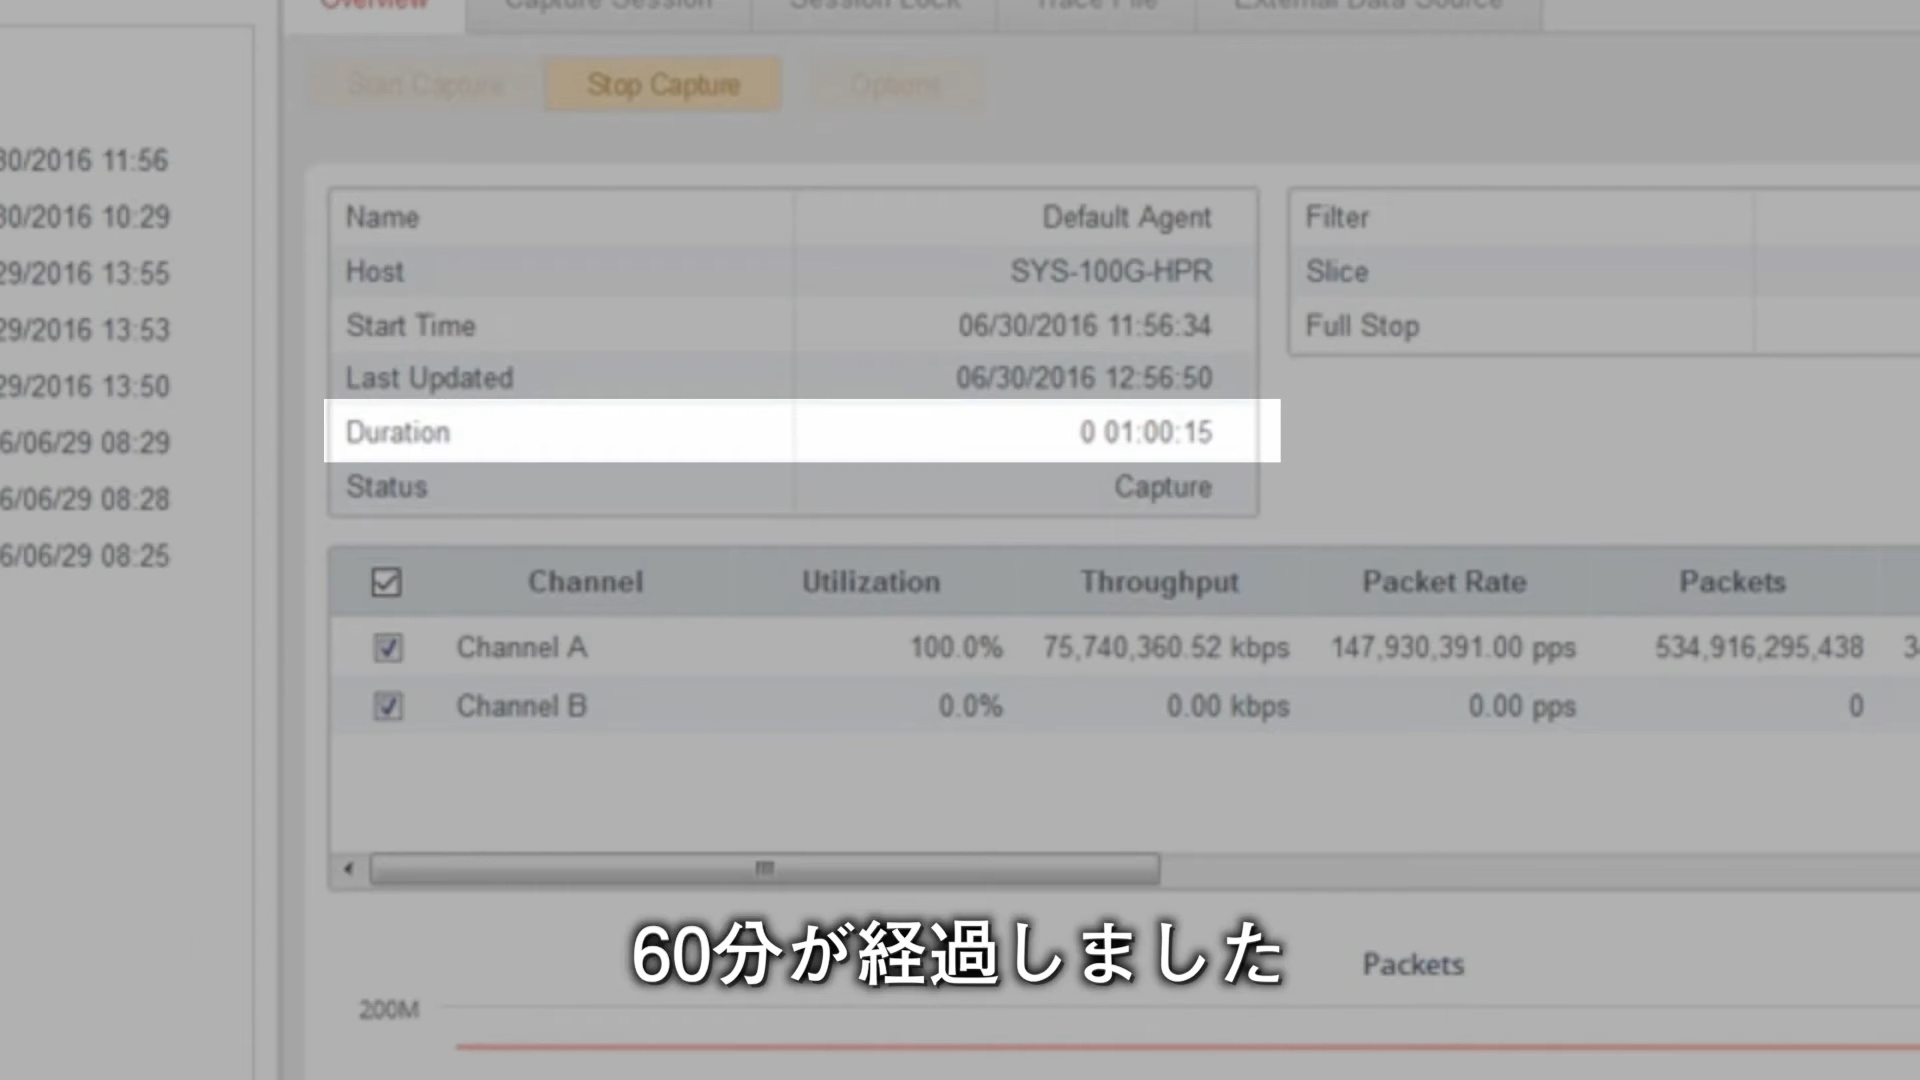 Overview Capture Session Session Lock Trace File External Data Source
Start Capture Stop Capture Options
30/2016 11:56
30/2016 10:29
29/2016 13:55
29/2016 13:53
29/2016 13:50
6/06/29 08:29
6/06/29 08:28
6/06/29 08:25
Name Default Agent
Host SYS-100G-HPR
Start Time 06/30/2016 11:56:34
Last Updated 06/30/2016 12:56:50
Duration 0 01:00:15
Status Capture
Filter
Slice
Full Stop
Channel Utilization Throughput Packet Rate Packets
Channel A 100.0% 75,740,360.52 kbps 147,930,391.00 pps 534,916,295,438
Channel B 0.0% 0.00 kbps 0.00 pps 0
60分が経過しました
Packets
200M